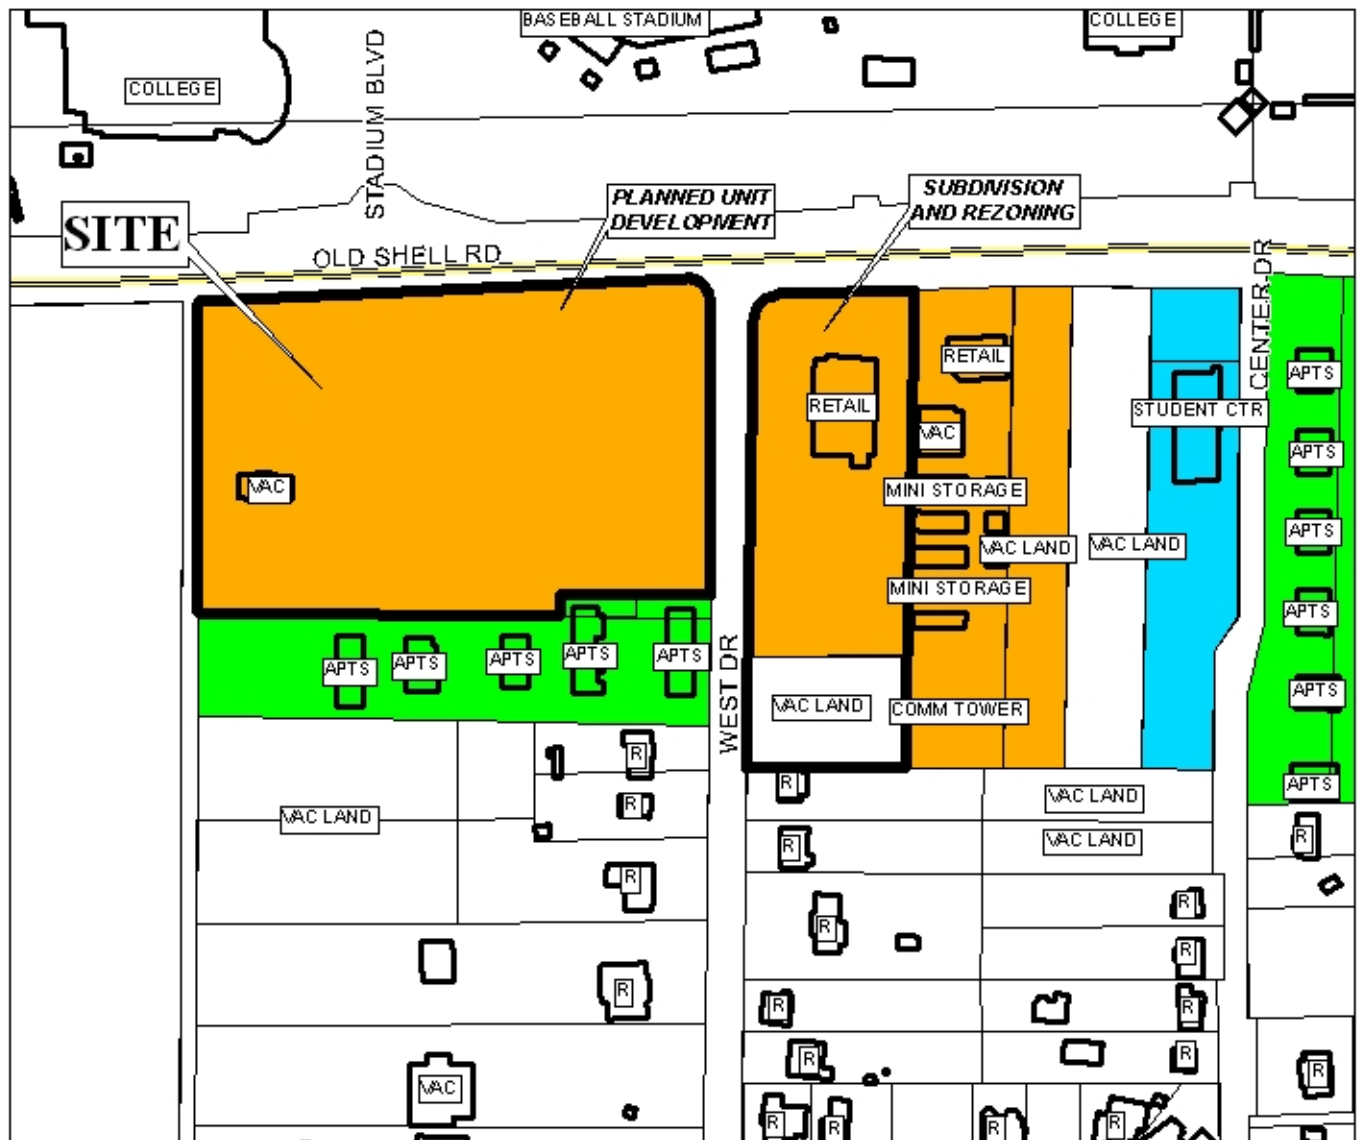 BASEBALL STADIUM
COLLEGE
COLLEGE
STADIUM BLVD
SITE
PLANNED UNIT
DEVELOPMENT
SUBDIVISION
AND REZONING
OLD SHELL RD
CENTER DR
RETAIL
APTS
RETAIL
STUDENT CTR
VAC
APTS
VAC
MINI STORAGE
APTS
VAC LAND
VAC LAND
MINI STORAGE
APTS
APTS
APTS
APTS
APTS
APTS
WEST DR
APTS
VAC LAND
COMM TOWER
R
R
APTS
VAC LAND
R
VAC LAND
R
R
VAC LAND
R
R
R
R
R
R
R
R
R
R
R
VAC
R
R
R
R
R